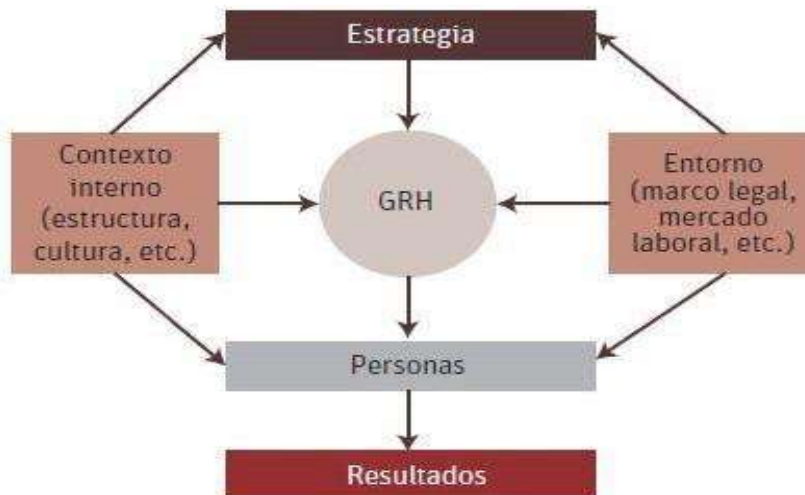 Estrategia
Contexto
interno
(estructura,
cultura, etc.)
GRH
Entorno
(marco legal,
mercado
laboral, etc.)
Personas
Resultados